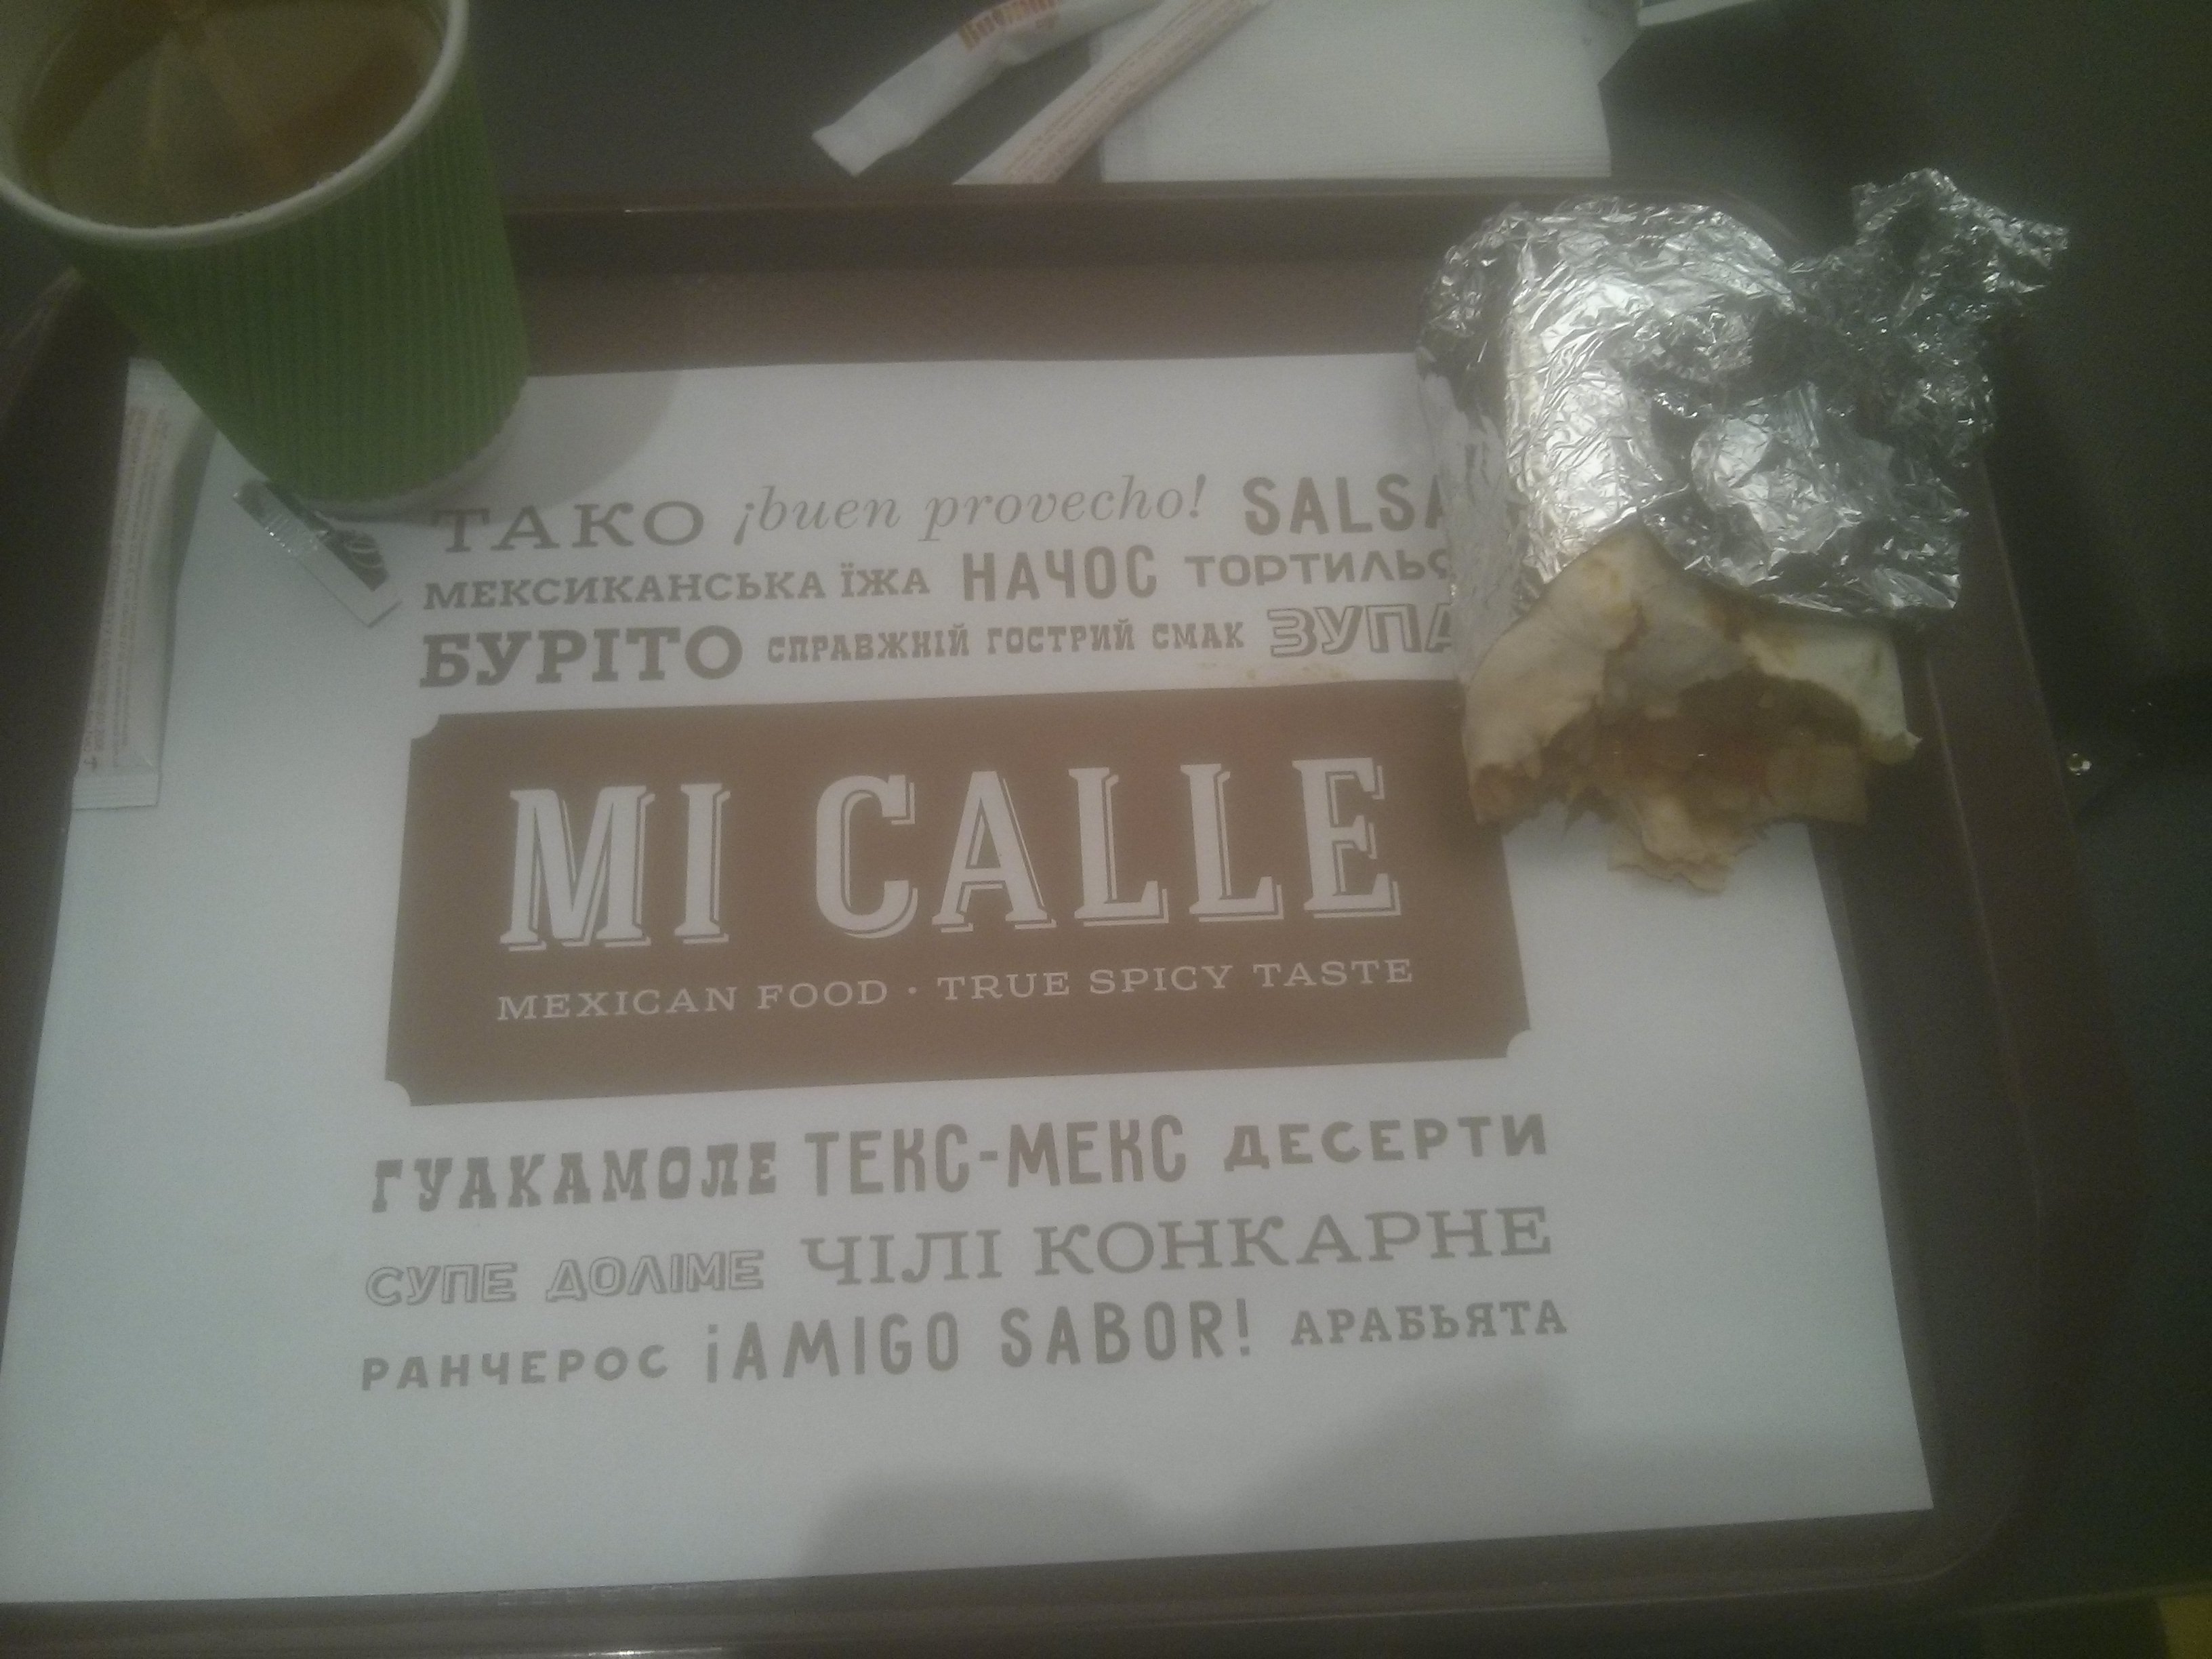 ТАКО ¡buen provecho! SALSA
МЕКСИКАНСЬКА ЇЖА НАЧОС
БУРІТО СПРАВЖНІЙ ГОСТРИЙ СМАК ЗУПА
MI CALLE
MEXICAN FOOD · TRUE SPICY TASTE
ГУАКАМОЛЕ ТЕКС-МЕКС ДЕСЕРТИ
СУПЕ ДОЛІМЕ ЧІЛІ КОНКАРНЕ
РАНЧЕРОС ¡AMIGO SABOR! АРАБЬЯТА